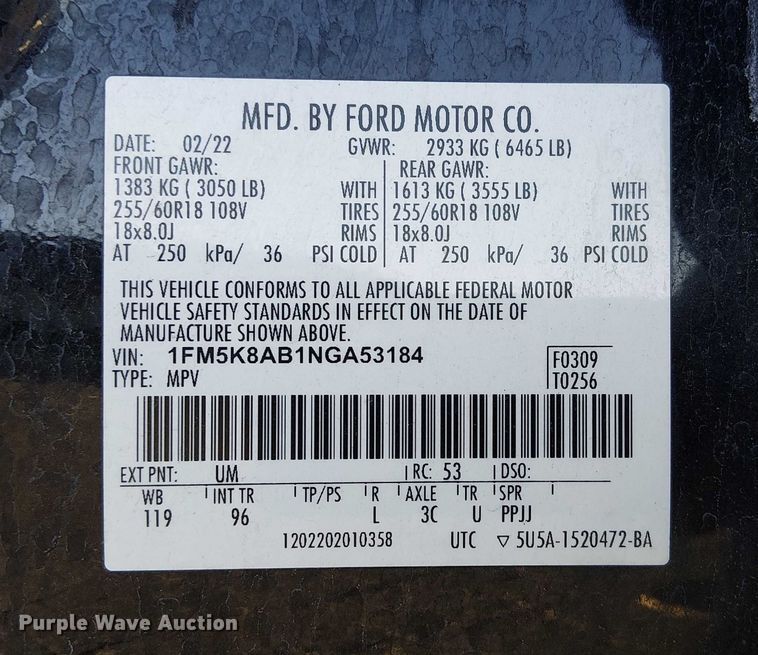 MFD. BY FORD MOTOR CO.
DATE: 02/22 GVWR: 2933 KG ( 6465 LB)
FRONT GAWR: REAR GAWR:
1383 KG ( 3050 LB) WITH 1613 KG ( 3555 LB) WITH
255/60R18 108V TIRES 255/60R18 108V TIRES
18x8.0J RIMS 18x8.0J RIMS
AT 250 kPa/ 36 PSI COLD AT 250 kPa/ 36 PSI COLD
THIS VEHICLE CONFORMS TO ALL APPLICABLE FEDERAL MOTOR
VEHICLE SAFETY STANDARDS IN EFFECT ON THE DATE OF
MANUFACTURE SHOWN ABOVE.
VIN: 1FM5K8AB1NGA53184 F0309
TYPE: MPV T0256
EXT PNT: UM RC: 53 DSO:
WB INT TR TP/PS R AXLE TR SPR
119 96 L 3C U PPJJ
1202202010358 UTC ▽ 5U5A-1520472-BA
Purple Wave Auction